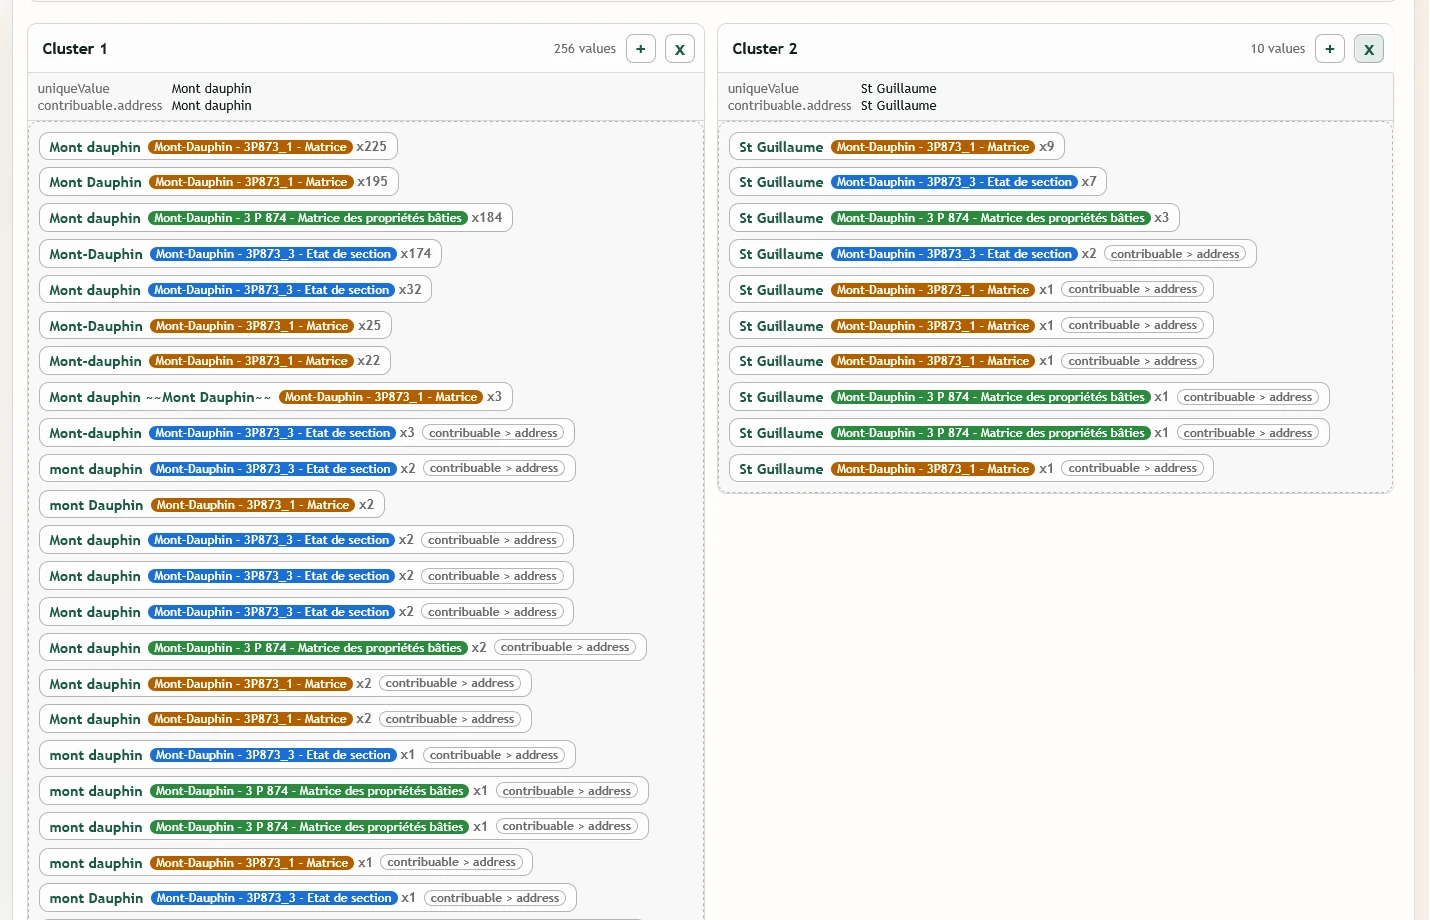 Cluster 1
256 values
+
x
uniqueValue Mont dauphin
contribuable.address Mont dauphin
Mont dauphin Mont-Dauphin - 3P873_1 - Matrice x225
Mont Dauphin Mont-Dauphin - 3P873_1 - Matrice x195
Mont dauphin Mont-Dauphin - 3 P 874 - Matrice des propriétés bâties x184
Mont-Dauphin Mont-Dauphin - 3P873_3 - Etat de section x174
Mont dauphin Mont-Dauphin - 3P873_3 - Etat de section x32
Mont-Dauphin Mont-Dauphin - 3P873_1 - Matrice x25
Mont-dauphin Mont-Dauphin - 3P873_1 - Matrice x22
Mont dauphin ~~Mont Dauphin~~ Mont-Dauphin - 3P873_1 - Matrice x3
Mont-dauphin Mont-Dauphin - 3P873_3 - Etat de section x3 contribuable > address
mont dauphin Mont-Dauphin - 3P873_3 - Etat de section x2 contribuable > address
mont Dauphin Mont-Dauphin - 3P873_1 - Matrice x2
Mont dauphin Mont-Dauphin - 3P873_3 - Etat de section x2 contribuable > address
Mont dauphin Mont-Dauphin - 3P873_3 - Etat de section x2 contribuable > address
Mont dauphin Mont-Dauphin - 3P873_3 - Etat de section x2 contribuable > address
Mont dauphin Mont-Dauphin - 3 P 874 - Matrice des propriétés bâties x2 contribuable > address
Mont dauphin Mont-Dauphin - 3P873_1 - Matrice x2 contribuable > address
Mont dauphin Mont-Dauphin - 3P873_1 - Matrice x2 contribuable > address
mont dauphin Mont-Dauphin - 3P873_3 - Etat de section x1 contribuable > address
mont dauphin Mont-Dauphin - 3 P 874 - Matrice des propriétés bâties x1 contribuable > address
mont dauphin Mont-Dauphin - 3 P 874 - Matrice des propriétés bâties x1 contribuable > address
mont dauphin Mont-Dauphin - 3P873_1 - Matrice x1 contribuable > address
mont Dauphin Mont-Dauphin - 3P873_3 - Etat de section x1 contribuable > address
Cluster 2
10 values
+
x
uniqueValue St Guillaume
contribuable.address St Guillaume
St Guillaume Mont-Dauphin - 3P873_1 - Matrice x9
St Guillaume Mont-Dauphin - 3P873_3 - Etat de section x7
St Guillaume Mont-Dauphin - 3 P 874 - Matrice des propriétés bâties x3
St Guillaume Mont-Dauphin - 3P873_3 - Etat de section x2 contribuable > address
St Guillaume Mont-Dauphin - 3P873_1 - Matrice x1 contribuable > address
St Guillaume Mont-Dauphin - 3P873_1 - Matrice x1 contribuable > address
St Guillaume Mont-Dauphin - 3P873_1 - Matrice x1 contribuable > address
St Guillaume Mont-Dauphin - 3 P 874 - Matrice des propriétés bâties x1 contribuable > address
St Guillaume Mont-Dauphin - 3 P 874 - Matrice des propriétés bâties x1 contribuable > address
St Guillaume Mont-Dauphin - 3P873_1 - Matrice x1 contribuable > address